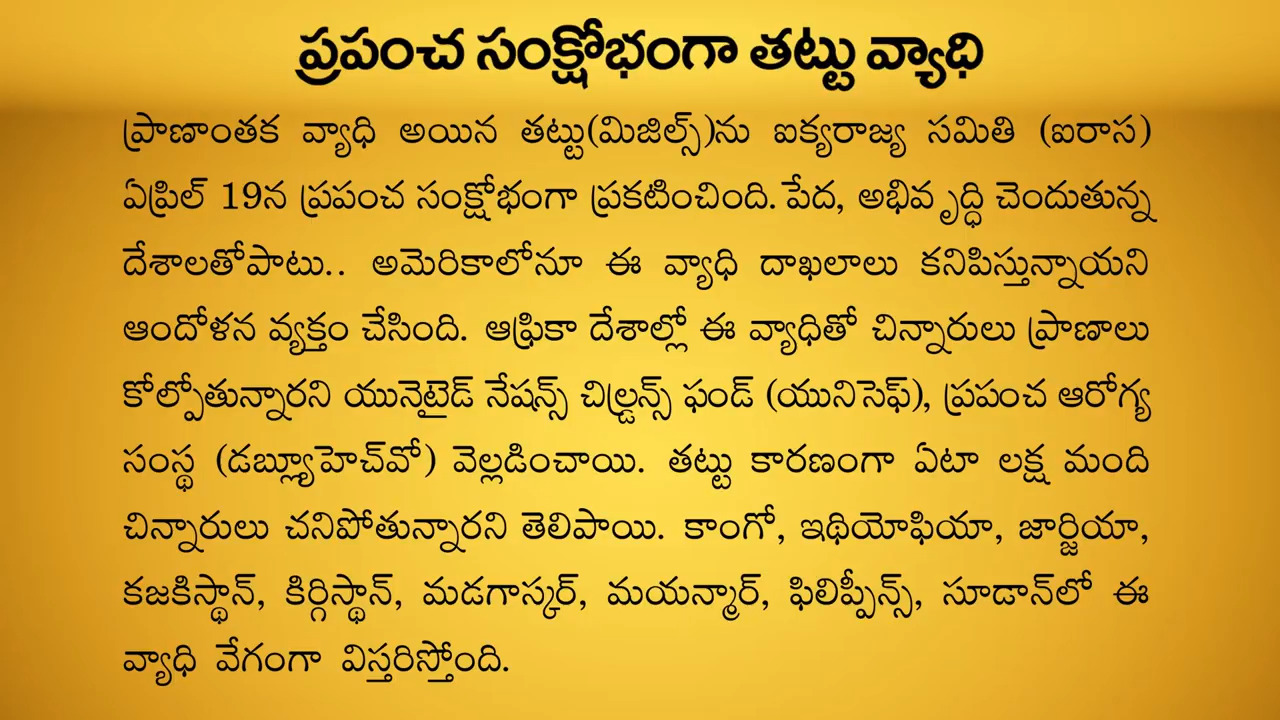 ప్రపంచ సంక్షోభంగా తట్టు వ్యాధి
ప్రాణాంతక వ్యాధి అయిన తట్టు(మిజిల్స్)ను ఐక్యరాజ్య సమితి (ఐరాస)
ఏప్రిల్ 19న ప్రపంచ సంక్షోభంగా ప్రకటించింది. పేద, అభివృద్ధి చెందుతున్న
దేశాలతోపాటు.. అమెరికాలోనూ ఈ వ్యాధి దాఖలాలు కనిపిస్తున్నాయని
ఆందోళన వ్యక్తం చేసింది. ఆఫ్రికా దేశాల్లో ఈ వ్యాధితో చిన్నారులు ప్రాణాలు
కోల్పోతున్నారని యునెటైడ్ నేషన్స్ చిల్డ్రన్స్ ఫండ్ (యునిసెఫ్), ప్రపంచ ఆరోగ్య
సంస్థ (డబ్ల్యూహెచ్‌వో) వెల్లడించాయి. తట్టు కారణంగా ఏటా లక్ష మంది
చిన్నారులు చనిపోతున్నారని తెలిపాయి. కాంగో, ఇథియోఫియా, జార్జియా,
కజకిస్థాన్, కిర్గిస్థాన్, మడగాస్కర్, మయన్మార్, ఫిలిప్పీన్స్, సూడాన్‌లో ఈ
వ్యాధి వేగంగా విస్తరిస్తోంది.